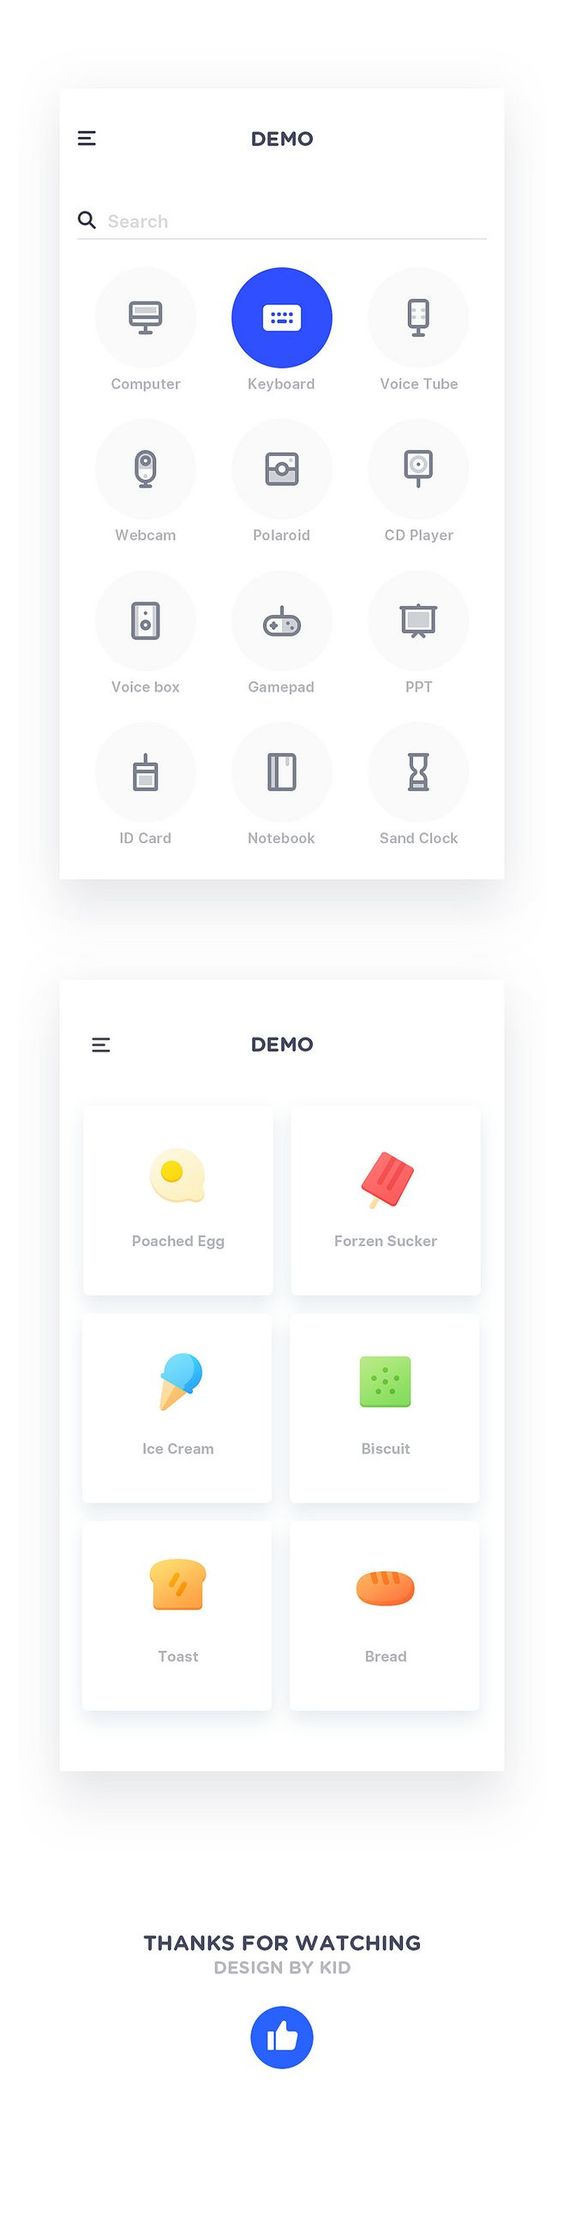 DEMO
Search
Computer Keyboard Voice Tube
Webcam Polaroid CD Player
Voice box Gamepad PPT
ID Card Notebook Sand Clock
DEMO
Poached Egg Forzen Sucker
Ice Cream Biscuit
Toast Bread
THANKS FOR WATCHING
DESIGN BY KID